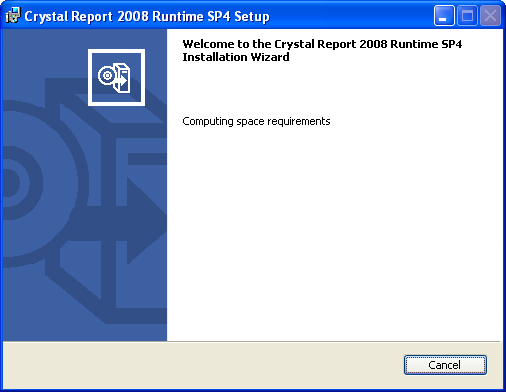 Crystal Report 2008 Runtime SP4 Setup
Welcome to the Crystal Report 2008 Runtime SP4
Installation Wizard
Computing space requirements
Cancel